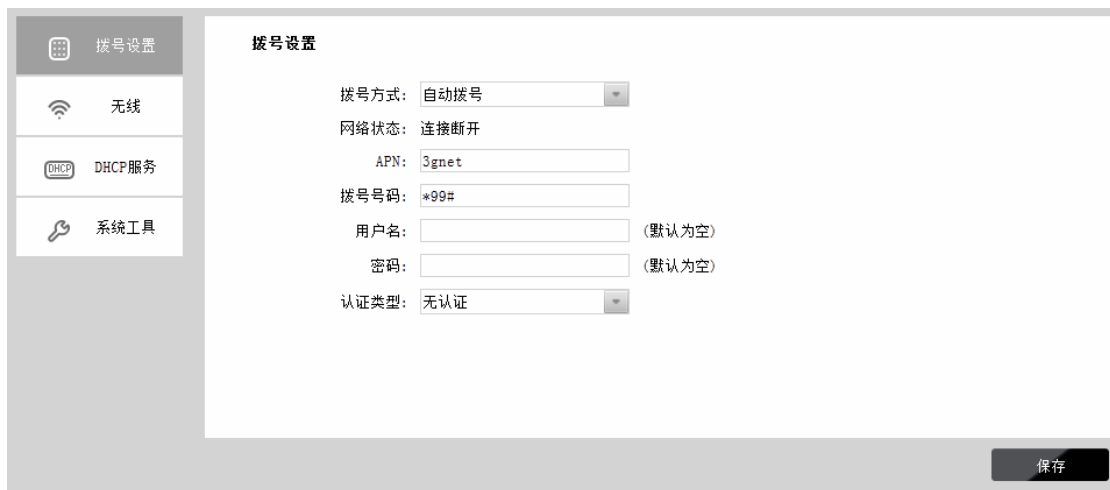 拨号设置
无线
DHCP
DHCP服务
系统工具
拨号设置
拨号方式: 自动拨号
网络状态: 连接断开
APN: 3gnet
拨号号码: *99#
用户名: (默认为空)
密码: (默认为空)
认证类型: 无认证
保存